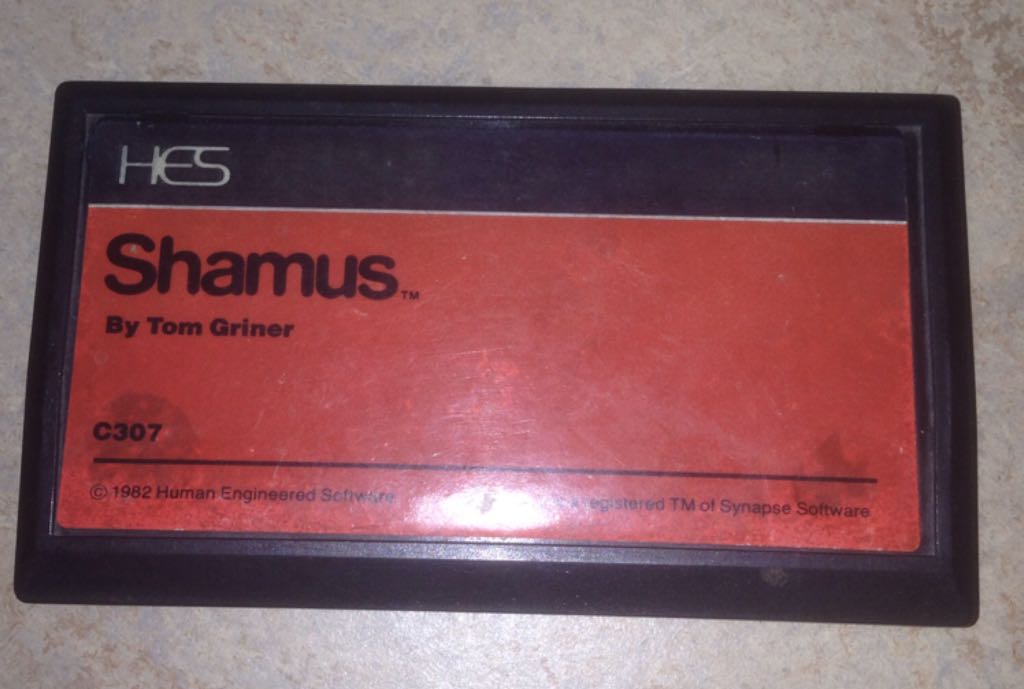 HES
Shamus™
By Tom Griner
C307
© 1982 Human Engineered Software registered TM of Synapse Software